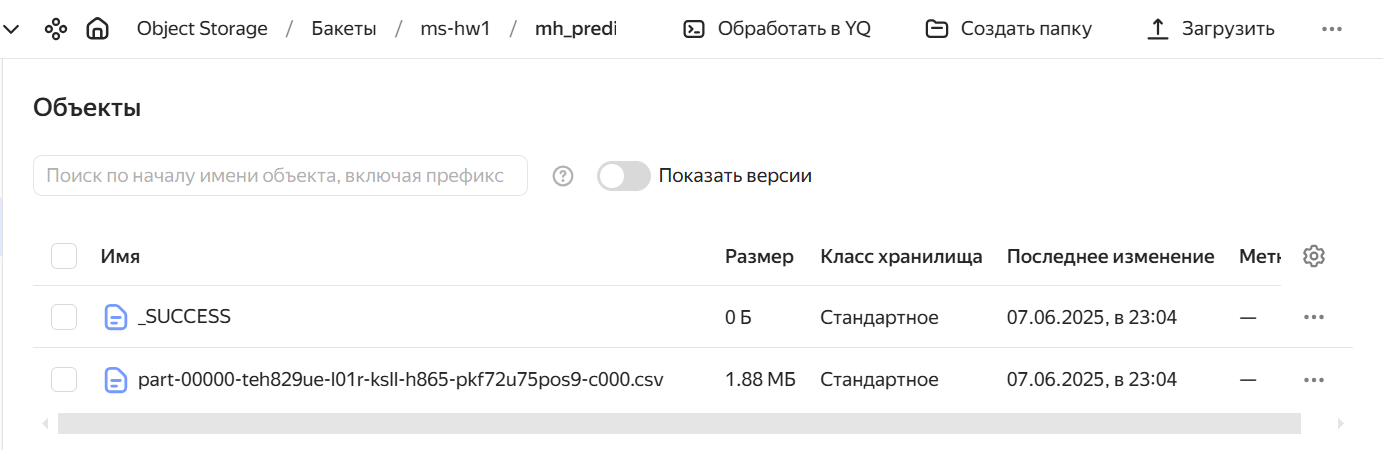 Object Storage / Бакеты / ms-hw1 / mh_predi Обработать в YQ Создать папку Загрузить
Объекты
Поиск по началу имени объекта, включая префикс Показать версии
Имя Размер Класс хранилища Последнее изменение Метк
_SUCCESS 0 Б Стандартное 07.06.2025, в 23:04 —
part-00000-teh829ue-l01r-ksll-h865-pkf72u75pos9-c000.csv 1.88 МБ Стандартное 07.06.2025, в 23:04 —